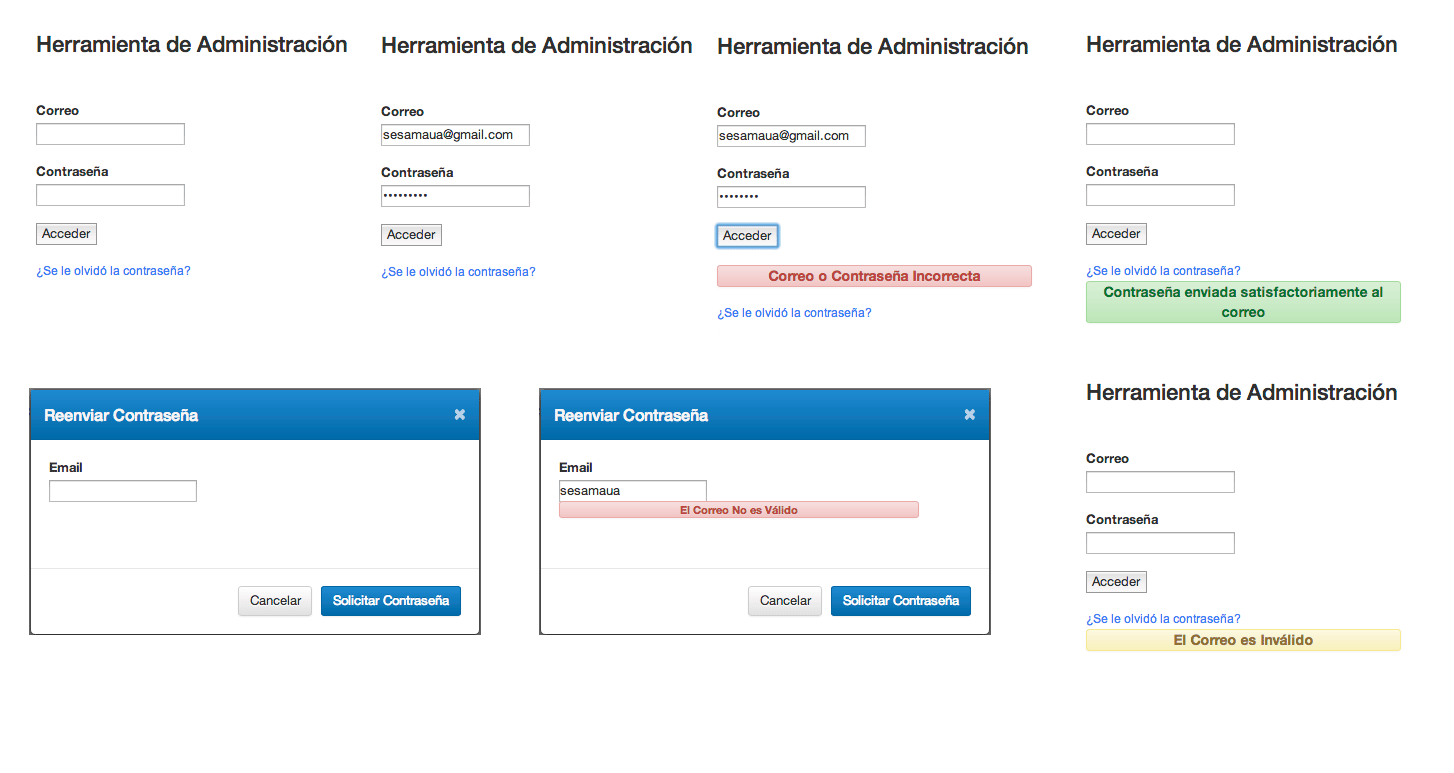 Herramienta de Administración
Correo
Contraseña
Acceder
¿Se le olvidó la contraseña?
Herramienta de Administración
Correo
sesamaua@gmail.com
Contraseña
•••••••••
Acceder
¿Se le olvidó la contraseña?
Herramienta de Administración
Correo
sesamaua@gmail.com
Contraseña
••••••••
Acceder
Correo o Contraseña Incorrecta
¿Se le olvidó la contraseña?
Herramienta de Administración
Correo
Contraseña
Acceder
¿Se le olvidó la contraseña?
Contraseña enviada satisfactoriamente al
correo
Reenviar Contraseña
Email
Cancelar
Solicitar Contraseña
Reenviar Contraseña
Email
sesamaua
El Correo No es Válido
Cancelar
Solicitar Contraseña
Herramienta de Administración
Correo
Contraseña
Acceder
¿Se le olvidó la contraseña?
El Correo es Inválido